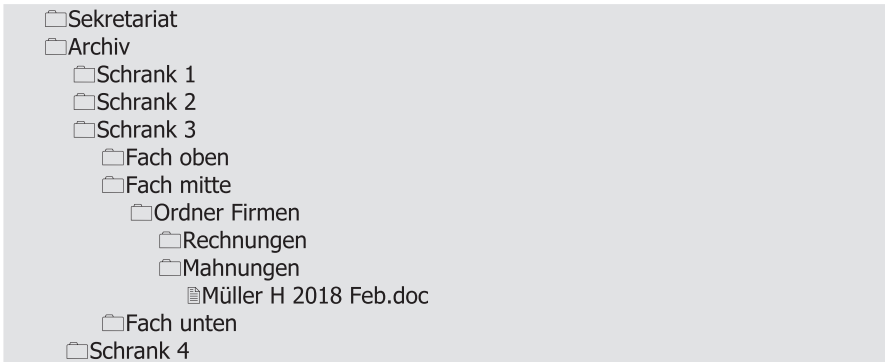 Sekretariat
Archiv
Schrank 1
Schrank 2
Schrank 3
Fach oben
Fach mitte
Ordner Firmen
Rechnungen
Mahnungen
Müller H 2018 Feb.doc
Fach unten
Schrank 4